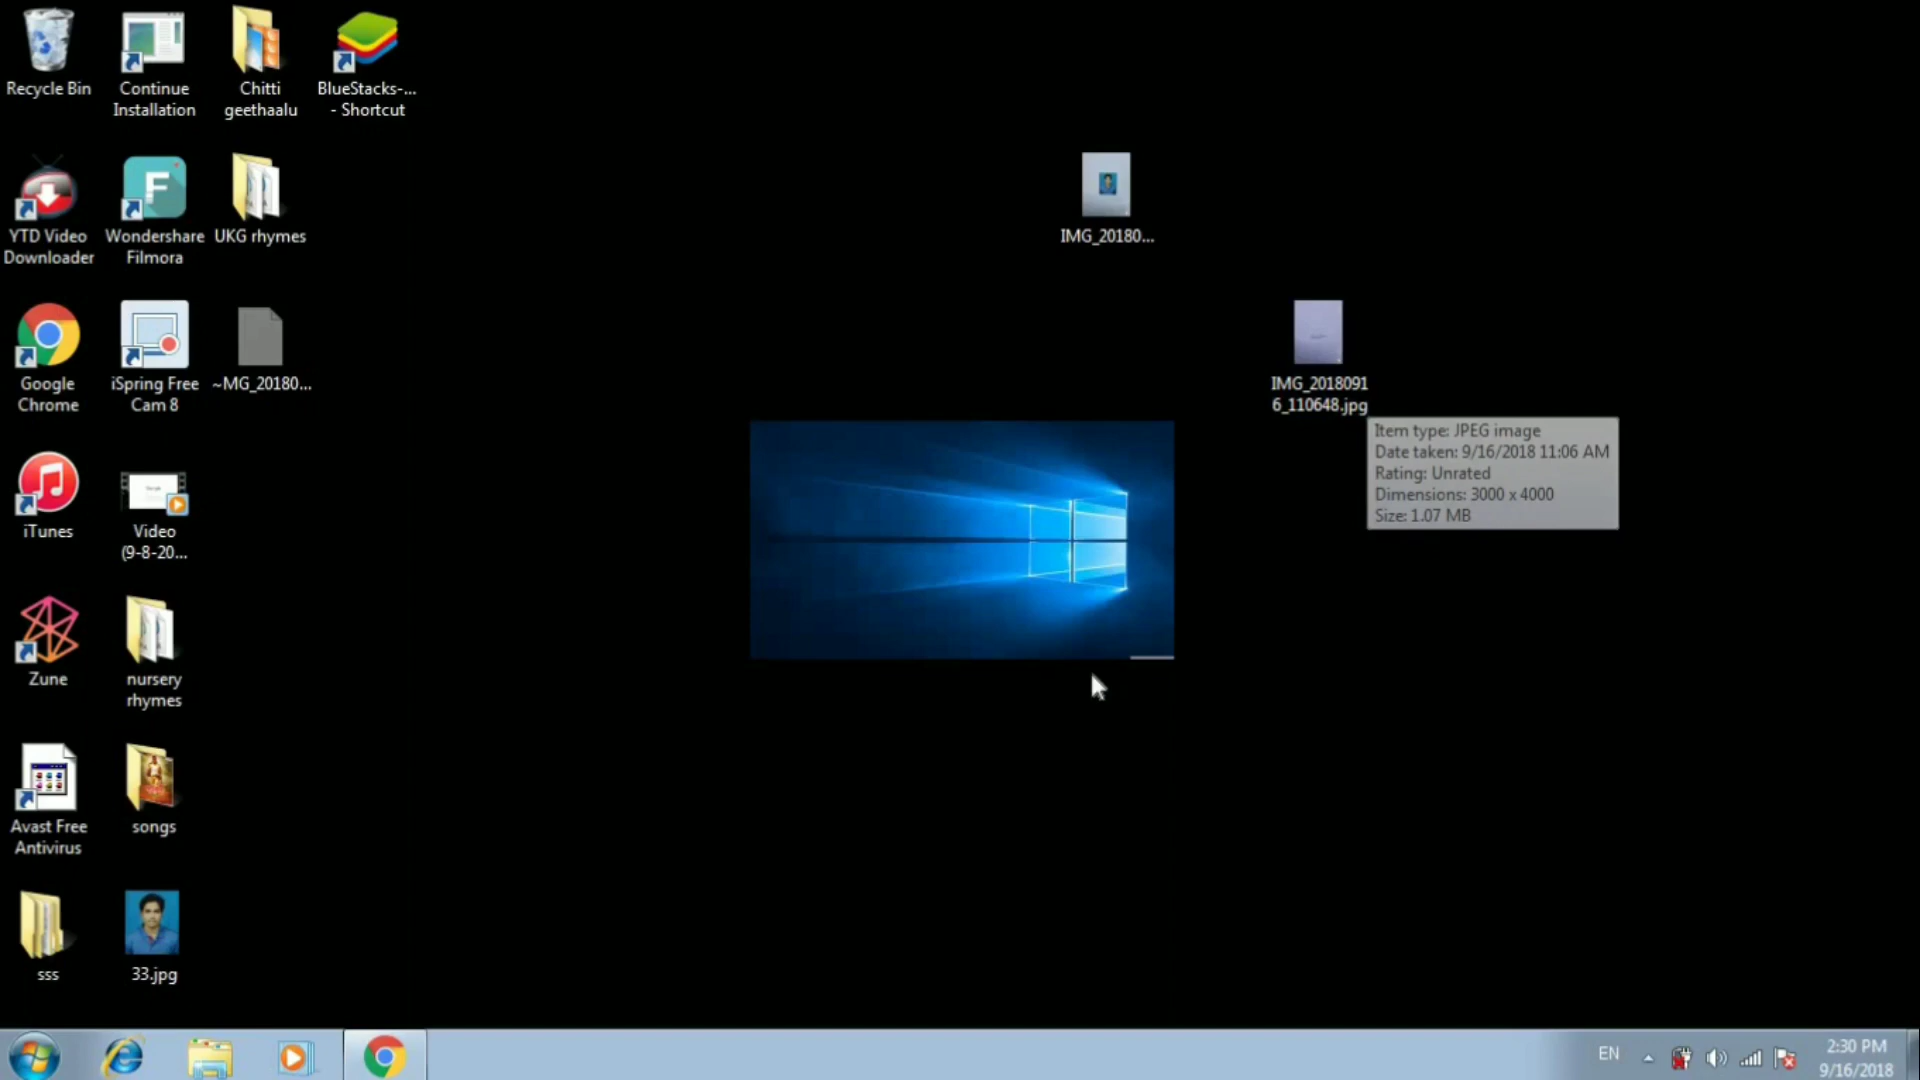 Recycle Bin
Continue
Installation
Chitti
geethaalu
BlueStacks-...
- Shortcut
YTD Video
Downloader
Wondershare
Filmora
UKG rhymes
IMG_20180...
Google
Chrome
iSpring Free
Cam 8
~MG_20180...
IMG_2018091
6_110648.jpg
Item type: JPEG image
Date taken: 9/16/2018 11:06 AM
Rating: Unrated
Dimensions: 3000 x 4000
Size: 1.07 MB
iTunes
Video
(9-8-20...
Zune
nursery
rhymes
Avast Free
Antivirus
songs
sss
33.jpg
EN
2:30 PM
9/16/2018